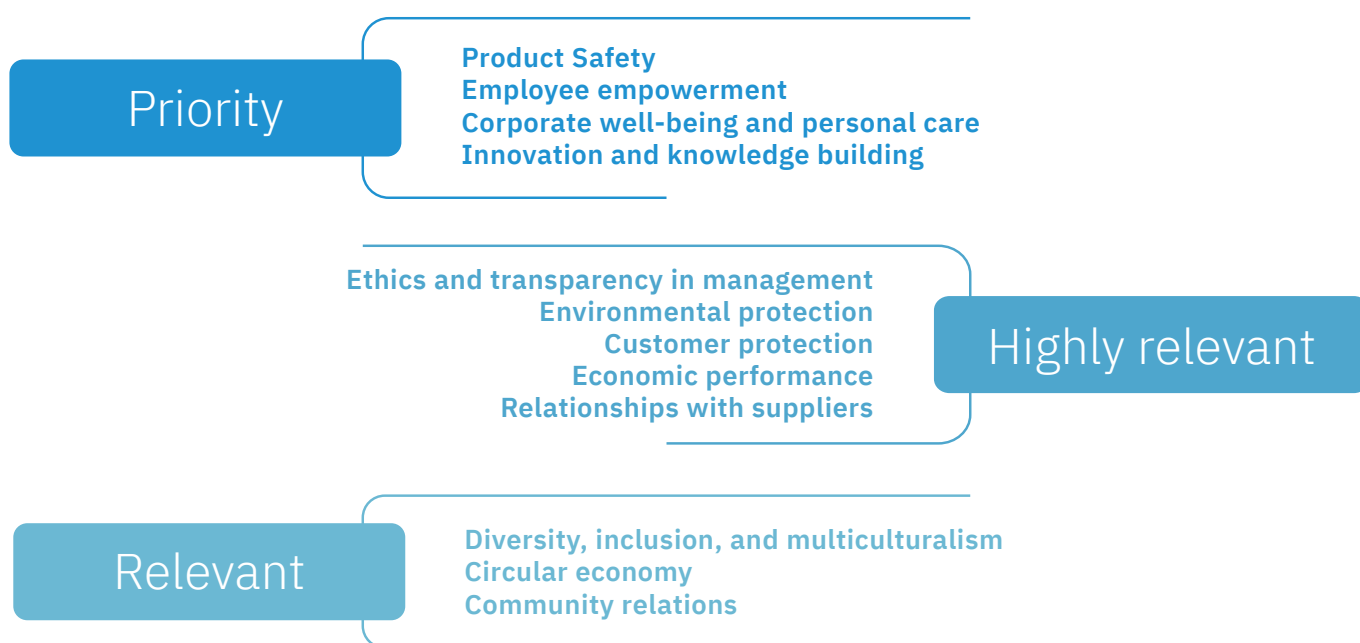 Priority
Product Safety
Employee empowerment
Corporate well-being and personal care
Innovation and knowledge building
Ethics and transparency in management
Environmental protection
Customer protection
Economic performance
Relationships with suppliers
Highly relevant
Relevant
Diversity, inclusion, and multiculturalism
Circular economy
Community relations